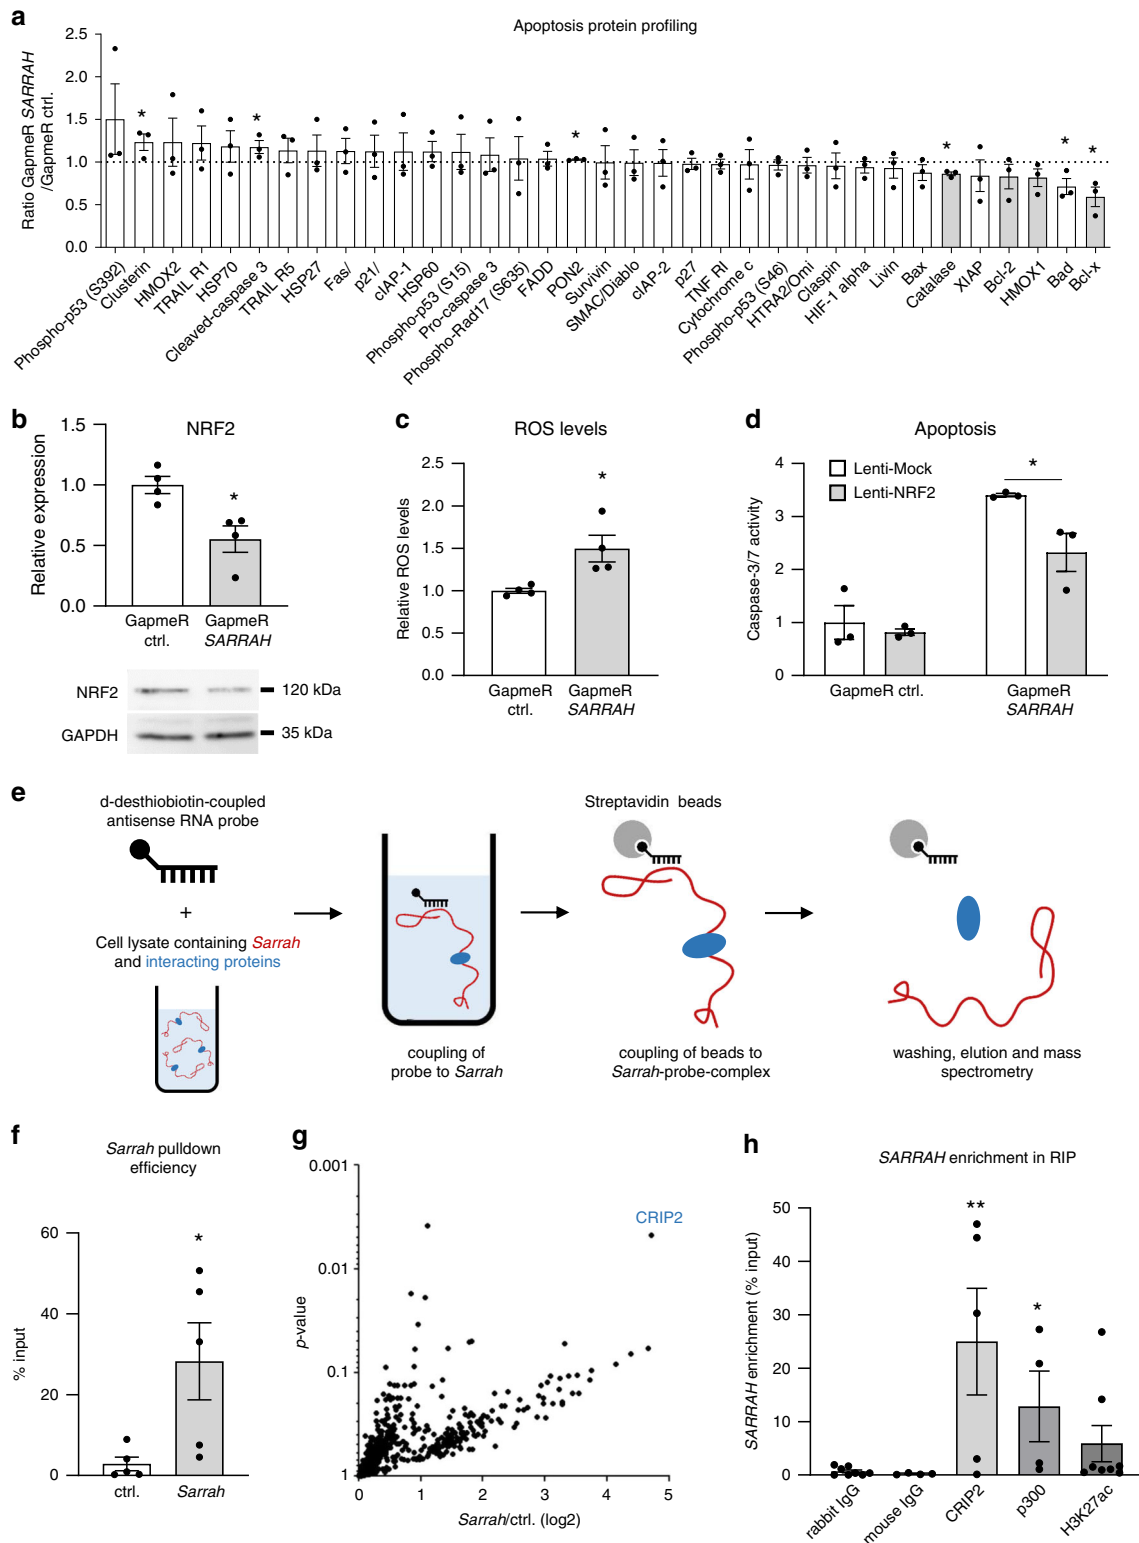 a
Apoptosis protein profiling
Ratio GapmeR SARRAH
/GapmeR ctrl.
2.5
2.0
1.5
1.0
0.5
0.0
* * * * * *
Phospho-p53 (S392)
Clusterin
HMOX2
TRAIL R1
HSP70
Cleaved-caspase 3
TRAIL R5
HSP27
Fas/
p21/
cIAP-1
HSP60
Phospho-p53 (S15)
Pro-caspase 3
Phospho-Rad17 (S635)
FADD
PON2
Survivin
SMAC/Diablo
cIAP-2
p27
TNF RI
Cytochrome c
Phospho-p53 (S46)
HTRA2/Omi
Claspin
HIF-1 alpha
Livin
Bax
Catalase
XIAP
Bcl-2
HMOX1
Bad
Bcl-x
b
NRF2
Relative expression
1.5
1.0
0.5
0.0
*
GapmeR
ctrl.
GapmeR
SARRAH
NRF2
120 kDa
GAPDH
35 kDa
c
ROS levels
Relative ROS levels
2.5
2.0
1.5
1.0
0.5
0.0
*
GapmeR
ctrl.
GapmeR
SARRAH
d
Apoptosis
Caspase-3/7 activity
4
3
2
1
0
Lenti-Mock
Lenti-NRF2
*
GapmeR ctrl.
GapmeR
SARRAH
e
d-desthiobiotin-coupled
antisense RNA probe
+
Cell lysate containing Sarrah
and interacting proteins
coupling of
probe to Sarrah
Streptavidin beads
coupling of beads to
Sarrah-probe-complex
washing, elution and mass
spectrometry
f
Sarrah pulldown
efficiency
% input
60
40
20
0
*
ctrl.
Sarrah
g
p-value
0.001
0.01
0.1
1
CRIP2
0 1 2 3 4 5
Sarrah/ctrl. (log2)
h
SARRAH enrichment in RIP
SARRAH enrichment (% input)
50
40
30
20
10
0
**
*
rabbit IgG
mouse IgG
CRIP2
p300
H3K27ac